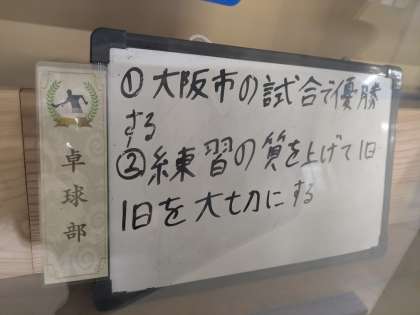 卓球部
①大阪市の試合で優勝
する
②練習の質を上げて1日
1日を大切にする